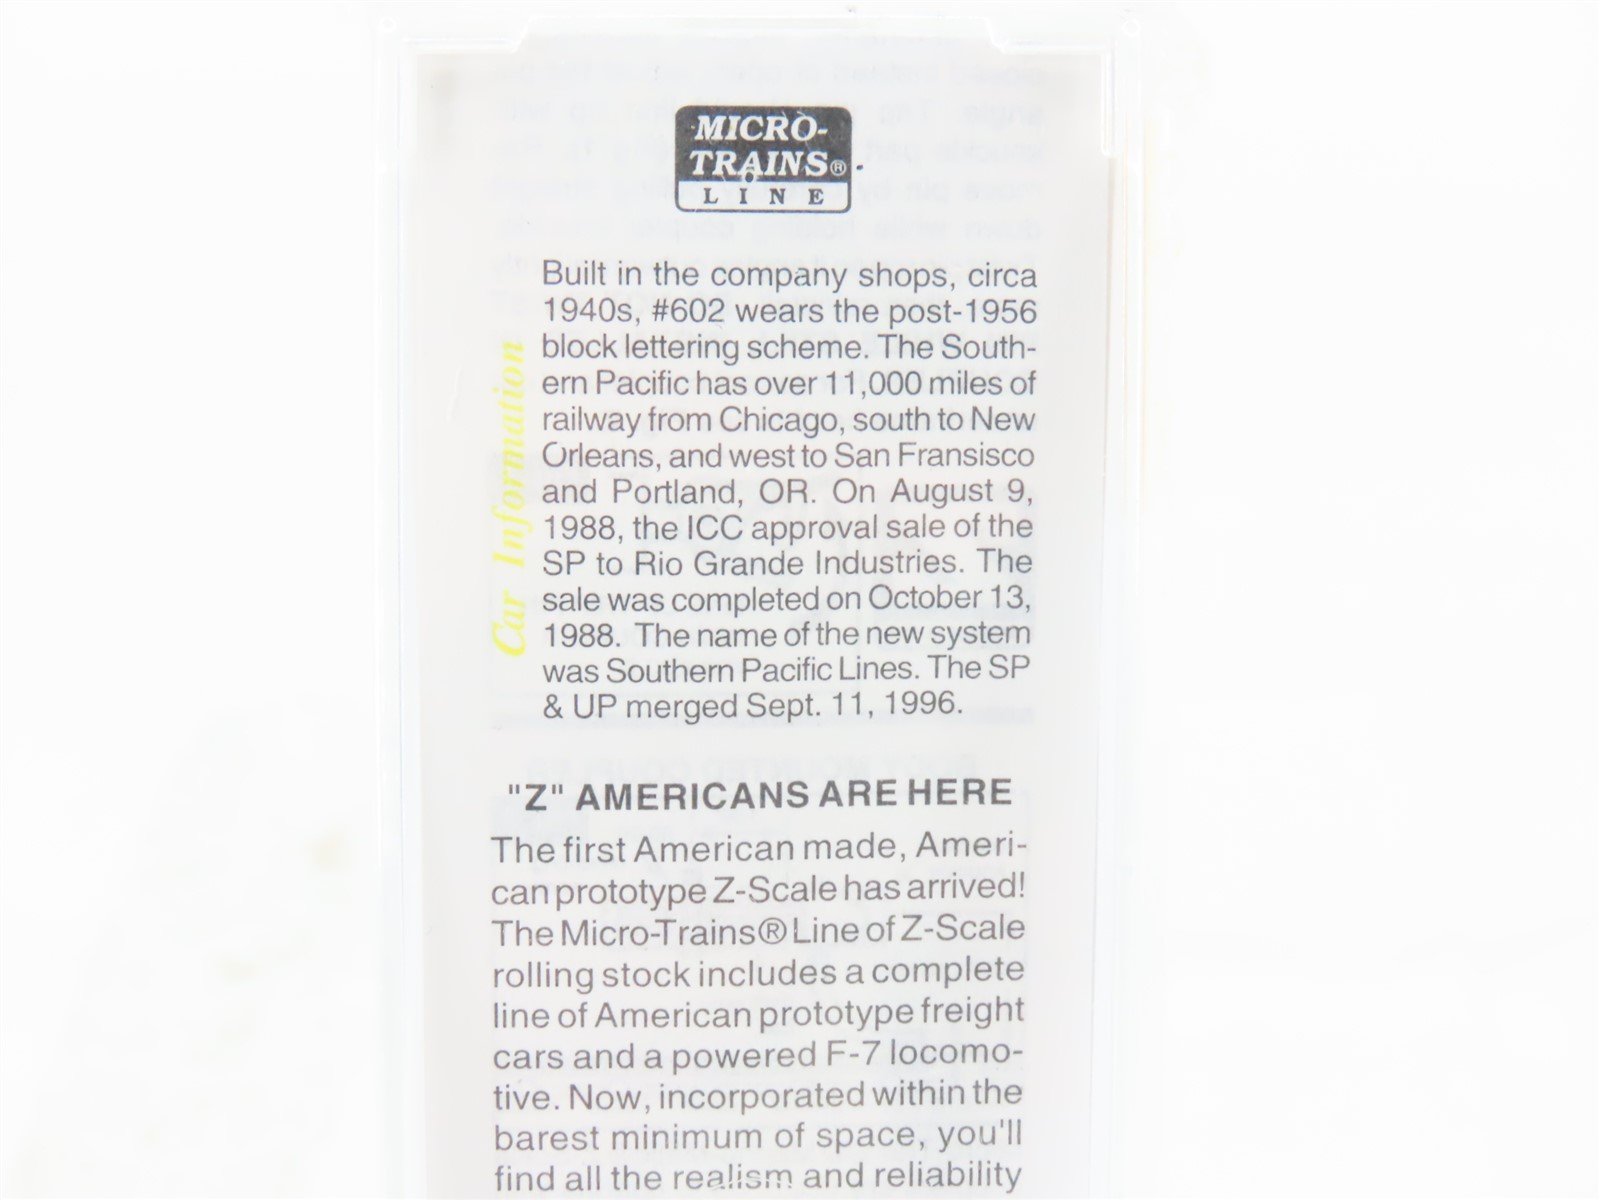 MICRO-
TRAINS®
LINE
Car Information
Built in the company shops, circa
1940s, #602 wears the post-1956
block lettering scheme. The South-
ern Pacific has over 11,000 miles of
railway from Chicago, south to New
Orleans, and west to San Fransisco
and Portland, OR. On August 9,
1988, the ICC approval sale of the
SP to Rio Grande Industries. The
sale was completed on October 13,
1988. The name of the new system
was Southern Pacific Lines. The SP
& UP merged Sept. 11, 1996.
"Z" AMERICANS ARE HERE
The first American made, Ameri-
can prototype Z-Scale has arrived!
The Micro-Trains® Line of Z-Scale
rolling stock includes a complete
line of American prototype freight
cars and a powered F-7 locomo-
tive. Now, incorporated within the
barest minimum of space, you'll
find all the realism and reliability